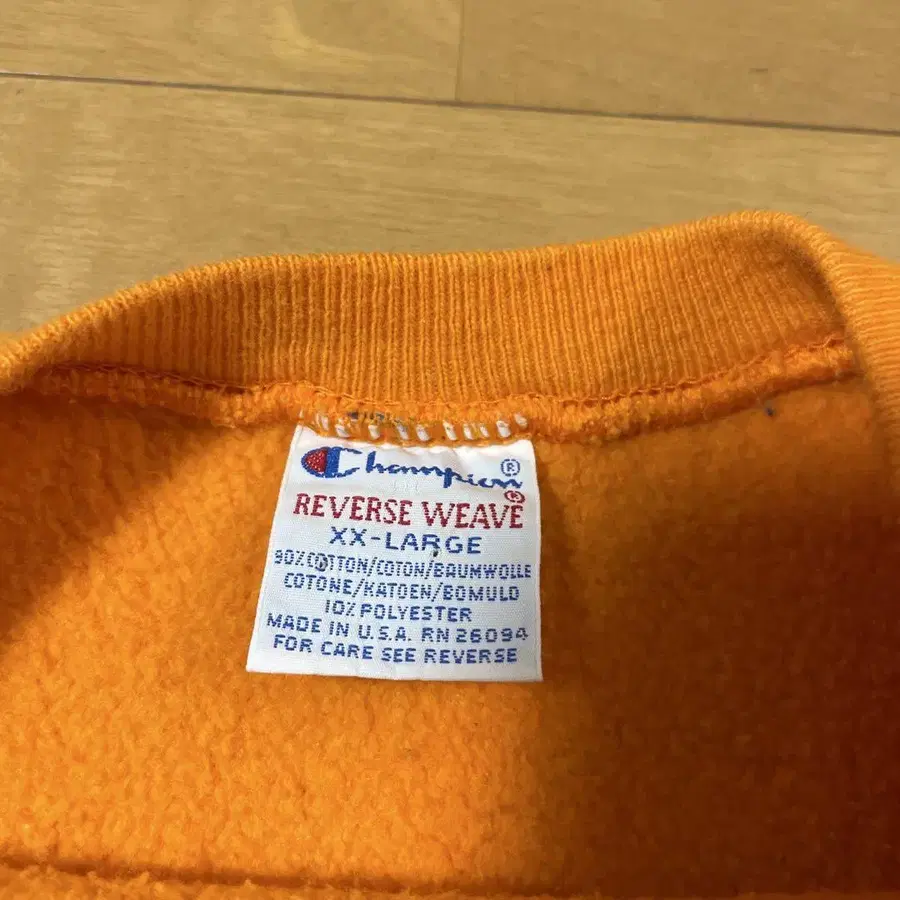 Champion®
REVERSE WEAVE®
XX-LARGE
90% COTTON/COTON/BAUMWOLLE
COTONE/KATOEN/BOMULD
10% POLYESTER
MADE IN U.S.A. RN 26094
FOR CARE SEE REVERSE